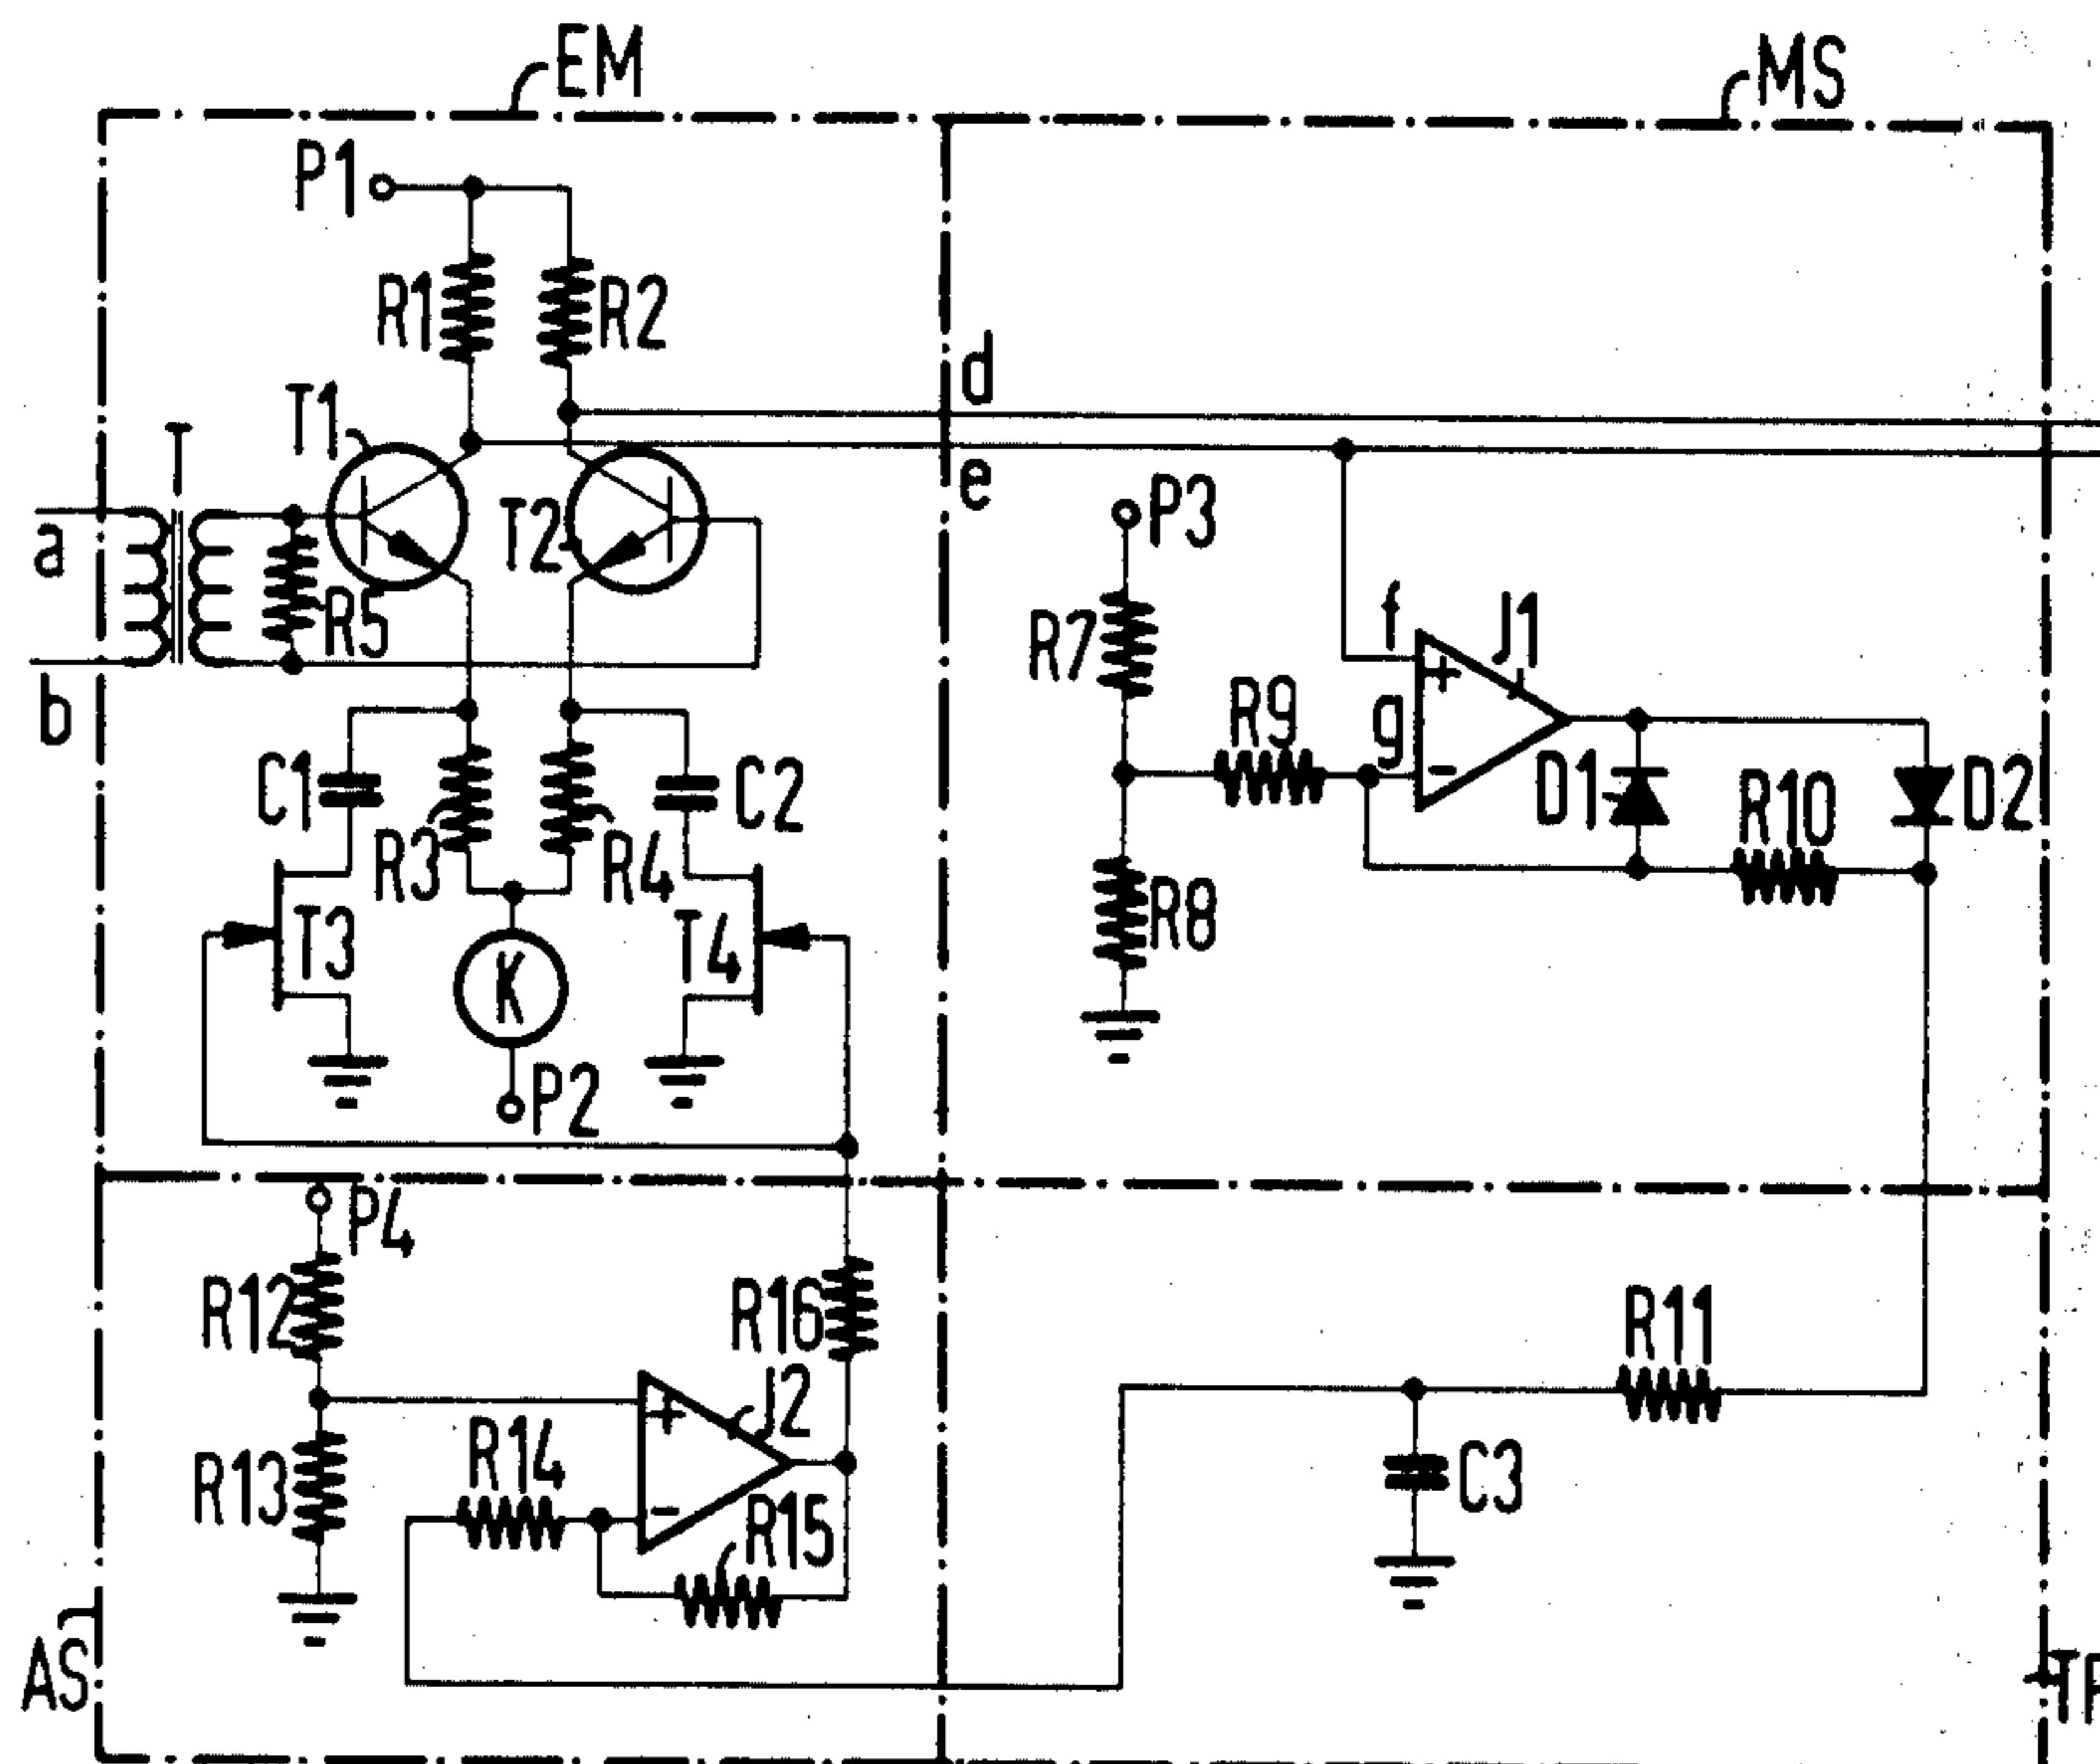 EM
MS
P1
R1
R2
d
T1
T
T2
e
P3
a
R5
f
J1
R7
b
R9
g
+
-
C1
R3
R4
C2
D1
R10
D2
T3
K
T4
R8
P2
P4
R12
R16
R11
J2
+
R14
R13
-
R15
C3
AS